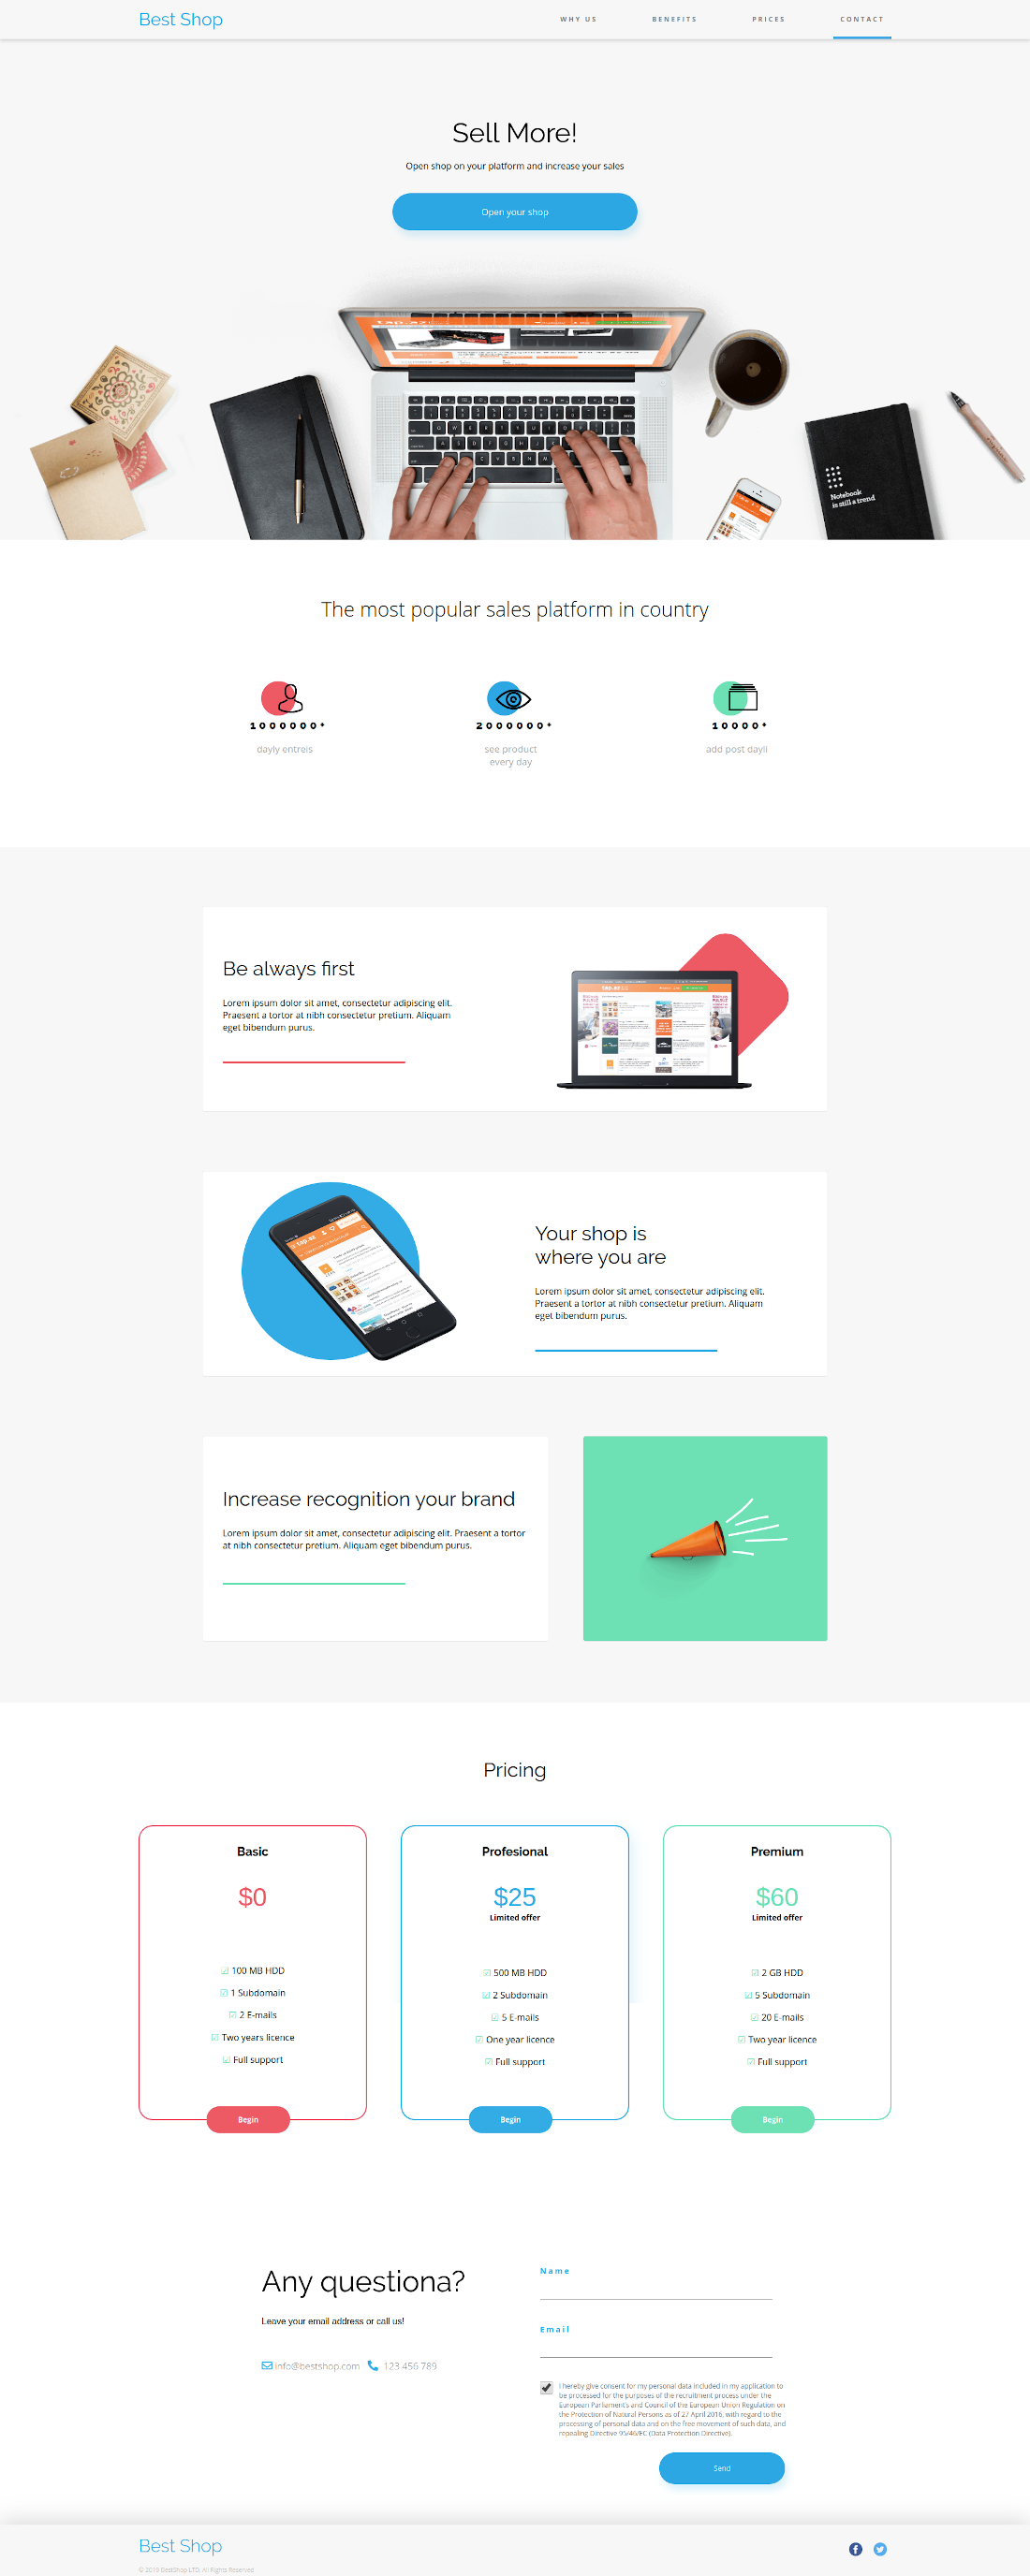 Best Shop
WHY US
BENEFITS
PRICES
CONTACT
Sell More!
Open shop on your platform and increase your sales
Open your shop
Notebook
is still a trend
The most popular sales platform in country
1000000+
2000000+
10000+
dayly entreis
see product
every day
add post dayli
Be always first
Lorem ipsum dolor sit amet, consectetur adipiscing elit.
Praesent a tortor at nibh consectetur pretium. Aliquam
eget bibendum purus.
Your shop is
where you are
Lorem ipsum dolor sit amet, consectetur adipiscing elit.
Praesent a tortor at nibh consectetur pretium. Aliquam
eget bibendum purus.
Increase recognition your brand
Lorem ipsum dolor sit amet, consectetur adipiscing elit. Praesent a tortor
at nibh consectetur pretium. Aliquam eget bibendum purus.
Pricing
Basic
$0
100 MB HDD
1 Subdomain
2 E-mails
Two years licence
Full support
Begin
Profesional
$25
Limited offer
500 MB HDD
2 Subdomain
5 E-mails
One year licence
Full support
Begin
Premium
$60
Limited offer
2 GB HDD
5 Subdomain
20 E-mails
Two year licence
Full support
Begin
Any questiona?
Leave your email address or call us!
info@bestshop.com 123 456 789
Name
Email
I hereby give consent for my personal data included in my application to
be processed for the purposes of the recruitment process under the
European Parliament's and Council of the European Union Regulation on
the Protection of Natural Persons as of 27 April 2016, with regard to the
processing of personal data and on the free movement of such data, and
repealing Directive 95/46/EC (Data Protection Directive).
Send
Best Shop
© 2019 BestShop LTD. All Rights Reserved